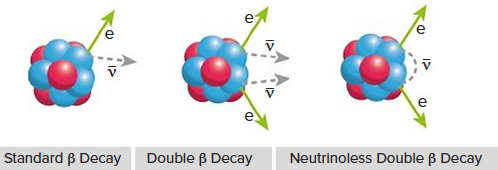 e
ν̄
Standard β Decay
e
ν̄
ν̄
e
Double β Decay
e
ν̄
e
Neutrinoless Double β Decay